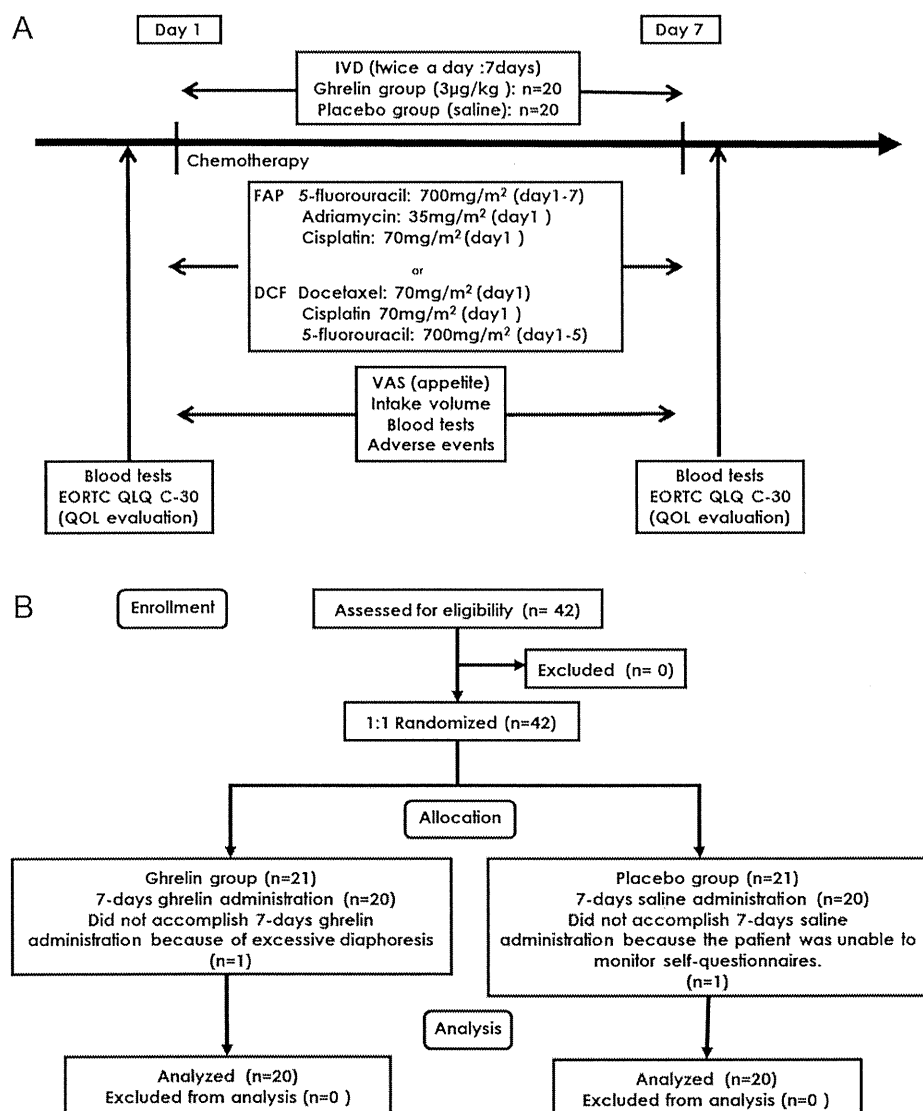 A
Day 1
Day 7
IVD (twice a day :7days)
Ghrelin group (3µg/kg ): n=20
Placebo group (saline): n=20
Chemotherapy
FAP 5-fluorouracil: 700mg/m² (day1-7)
Adriamycin: 35mg/m² (day1 )
Cisplatin: 70mg/m² (day1 )
or
DCF Docetaxel: 70mg/m² (day1)
Cisplatin 70mg/m² (day1 )
5-fluorouracil: 700mg/m² (day1-5)
VAS (appetite)
Intake volume
Blood tests
Adverse events
Blood tests
EORTC QLQ C-30
(QOL evaluation)
Blood tests
EORTC QLQ C-30
(QOL evaluation)
B
Enrollment
Assessed for eligibility (n= 42)
Excluded (n= 0)
1:1 Randomized (n=42)
Allocation
Ghrelin group (n=21)
7-days ghrelin administration (n=20)
Did not accomplish 7-days ghrelin
administration because of excessive diaphoresis
(n=1)
Placebo group (n=21)
7-days saline administration (n=20)
Did not accomplish 7-days saline
administration because the patient was unable to
monitor self-questionnaires.
(n=1)
Analysis
Analyzed (n=20)
Excluded from analysis (n=0 )
Analyzed (n=20)
Excluded from analysis (n=0 )